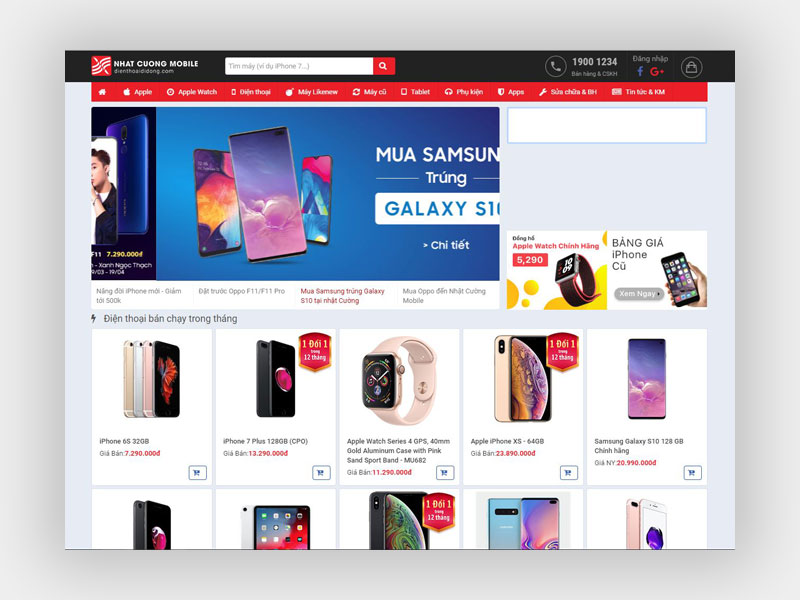 NHAT CUONG MOBILE
dienthoaididong.com
Tìm máy (ví dụ iPhone 7...)
1900 1234
Bán hàng & CSKH
Đăng nhập
Apple Apple Watch Điện thoại Máy Likenew Máy cũ Tablet Phụ kiện Apps Sửa chữa & BH Tin tức & KM
F11 7.290.000đ
- Xanh Ngọc Thạch
9/03 - 19/04
MUA SAMSUN
Trúng
GALAXY S10
> Chi tiết
Đồng hồ
Apple Watch Chính Hãng
5,290
BẢNG GIÁ
iPhone
Cũ
Xem Ngay
Nâng đời iPhone mới - Giảm
tới 500k
Đặt trước Oppo F11/F11 Pro
Mua Samsung trúng Galaxy
S10 tại nhật Cường
Mua Oppo đến Nhật Cường
Mobile
Điện thoại bán chạy trong tháng
1 Đổi 1
trong
12 tháng
1 Đổi 1
trong
12 tháng
iPhone 6S 32GB
Giá Bán:7.290.000đ
iPhone 7 Plus 128GB (CPO)
Giá Bán:13.290.000đ
Apple Watch Series 4 GPS, 40mm
Gold Aluminum Case with Pink
Sand Sport Band - MU682
Giá Bán:11.290.000đ
Apple iPhone XS - 64GB
Giá Bán:23.890.000đ
Samsung Galaxy S10 128 GB
Chính hãng
Giá NY:20.990.000đ
1 Đổi 1
trong
12 tháng